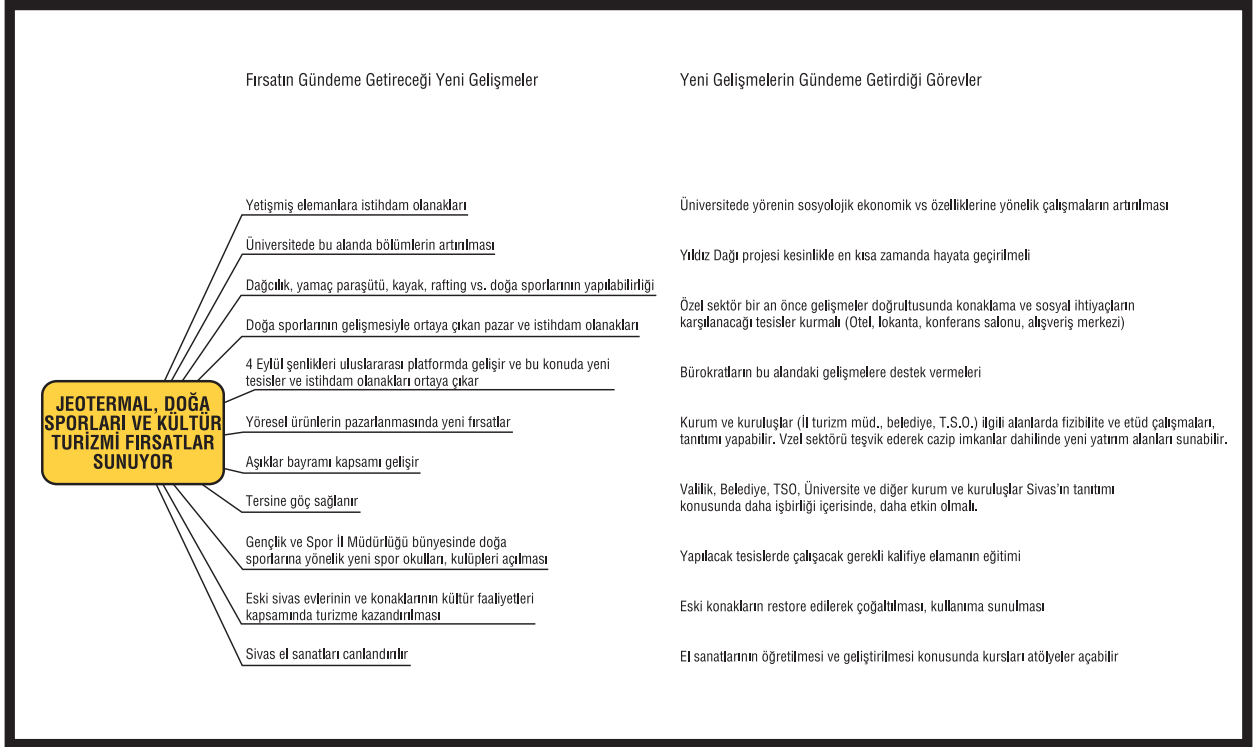 Fırsatın Gündeme Getireceği Yeni Gelişmeler
Yeni Gelişmelerin Gündeme Getirdiği Görevler
JEOTERMAL, DOĞA
SPORLARI VE KÜLTÜR
TURİZMİ FIRSATLAR
SUNUYOR
Yetişmiş elemanlara istihdam olanakları
Üniversitede bu alanda bölümlerin artırılması
Dağcılık, yamaç paraşütü, kayak, rafting vs. doğa sporlarının yapılabilirliği
Doğa sporlarının gelişmesiyle ortaya çıkan pazar ve istihdam olanakları
4 Eylül şenlikleri uluslararası platformda gelişir ve bu konuda yeni
tesisler ve istihdam olanakları ortaya çıkar
Yöresel ürünlerin pazarlanmasında yeni fırsatlar
Aşıklar bayramı kapsamı gelişir
Tersine göç sağlanır
Gençlik ve Spor İl Müdürlüğü bünyesinde doğa
sporlarına yönelik yeni spor okulları, kulüpleri açılması
Eski sivas evlerinin ve konaklarının kültür faaliyetleri
kapsamında turizme kazandırılması
Sivas el sanatları canlandırılır
Üniversitede yörenin sosyolojik ekonomik vs özelliklerine yönelik çalışmaların artırılması
Yıldız Dağı projesi kesinlikle en kısa zamanda hayata geçirilmeli
Özel sektör bir an önce gelişmeler doğrultusunda konaklama ve sosyal ihtiyaçların
karşılanacağı tesisler kurmalı (Otel, lokanta, konferans salonu, alışveriş merkezi)
Bürokratların bu alandaki gelişmelere destek vermeleri
Kurum ve kuruluşlar (İl turizm müd., belediye, T.S.O.) ilgili alanlarda fizibilite ve etüd çalışmaları,
tanıtımı yapabilir. Vzel sektörü teşvik ederek cazip imkanlar dahilinde yeni yatırım alanları sunabilir.
Valilik, Belediye, TSO, Üniversite ve diğer kurum ve kuruluşlar Sivas'ın tanıtımı
konusunda daha işbirliği içerisinde, daha etkin olmalı.
Yapılacak tesislerde çalışacak gerekli kalifiye elamanın eğitimi
Eski konakların restore edilerek çoğaltılması, kullanıma sunulması
El sanatlarının öğretilmesi ve geliştirilmesi konusunda kursları atölyeler açabilir